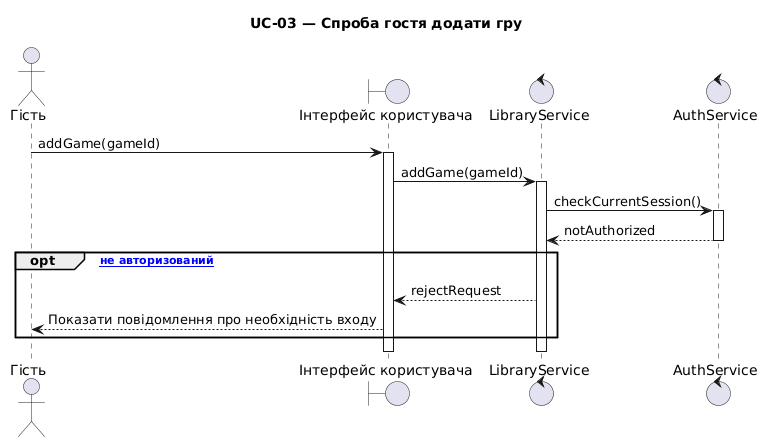 UC-03 — Спроба гостя додати гру
Гість
Інтерфейс користувача
LibraryService
AuthService
addGame(gameId)
addGame(gameId)
checkCurrentSession()
notAuthorized
opt
не авторизований
rejectRequest
Показати повідомлення про необхідність входу
Гість
Інтерфейс користувача
LibraryService
AuthService